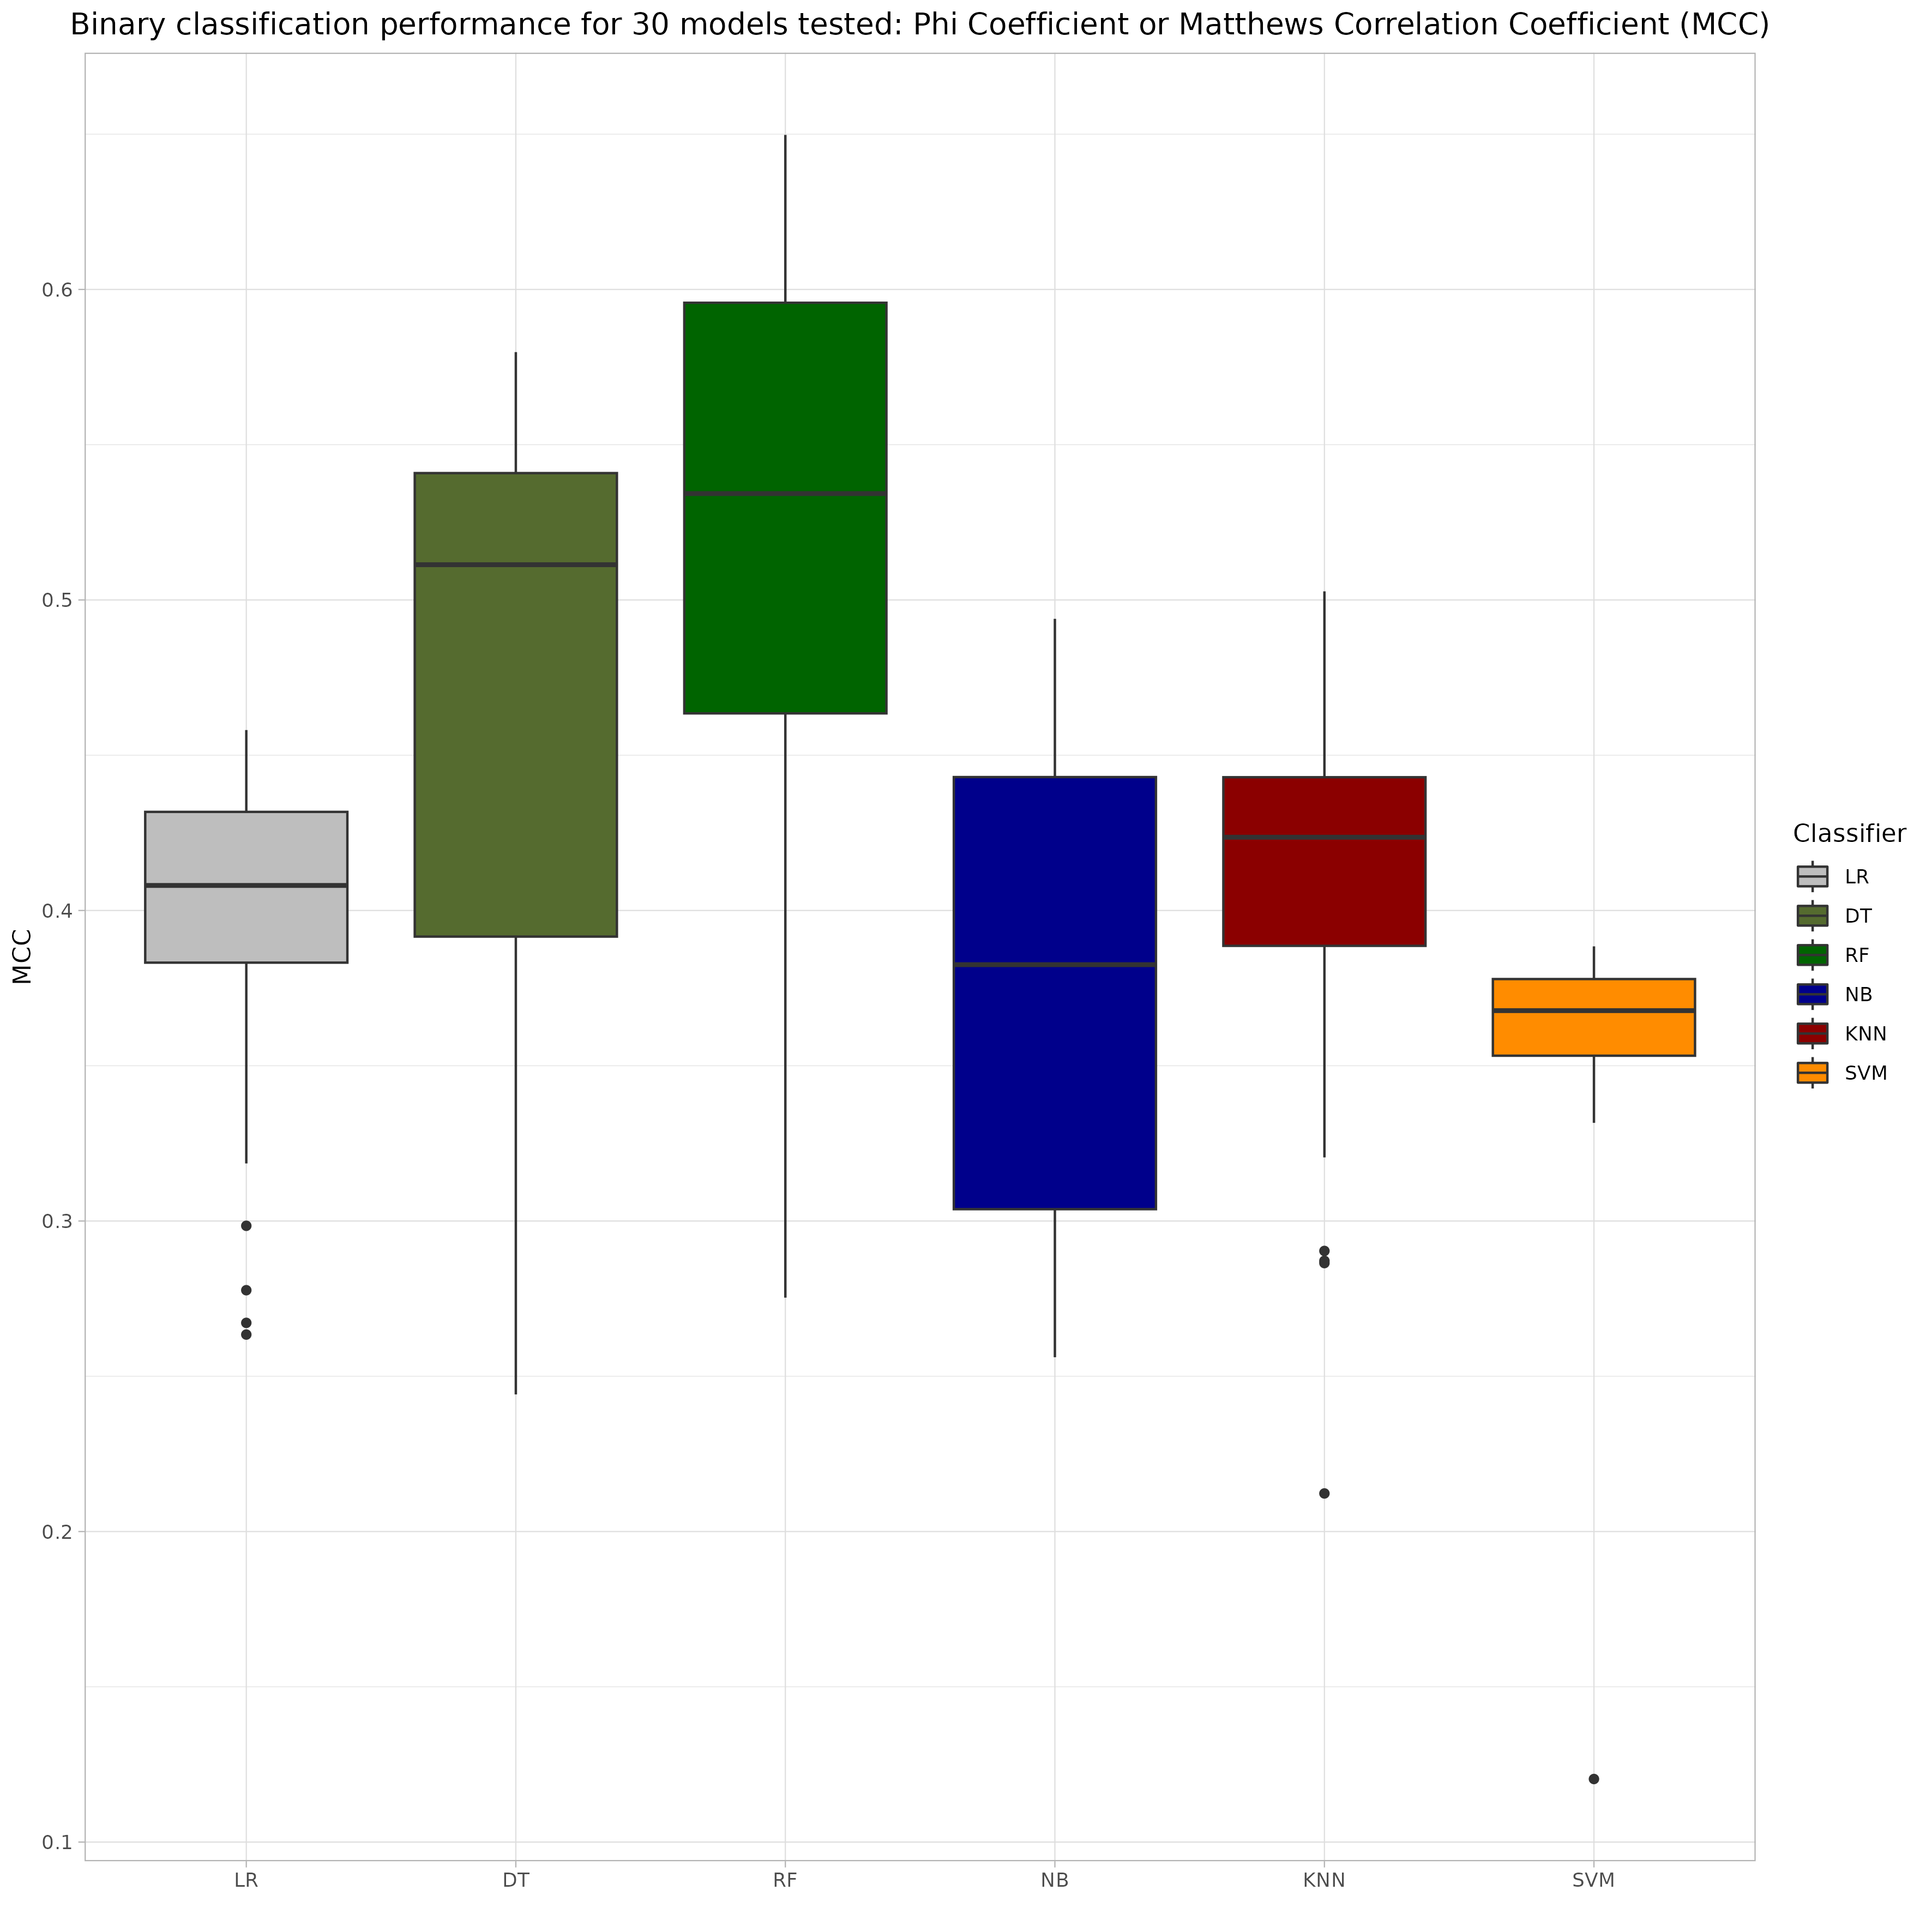 Binary classification performance for 30 models tested: Phi Coefficient or Matthews Correlation Coefficient (MCC)
MCC
0.6
0.5
0.4
0.3
0.2
0.1
LR DT RF NB KNN SVM
Classifier
LR
DT
RF
NB
KNN
SVM